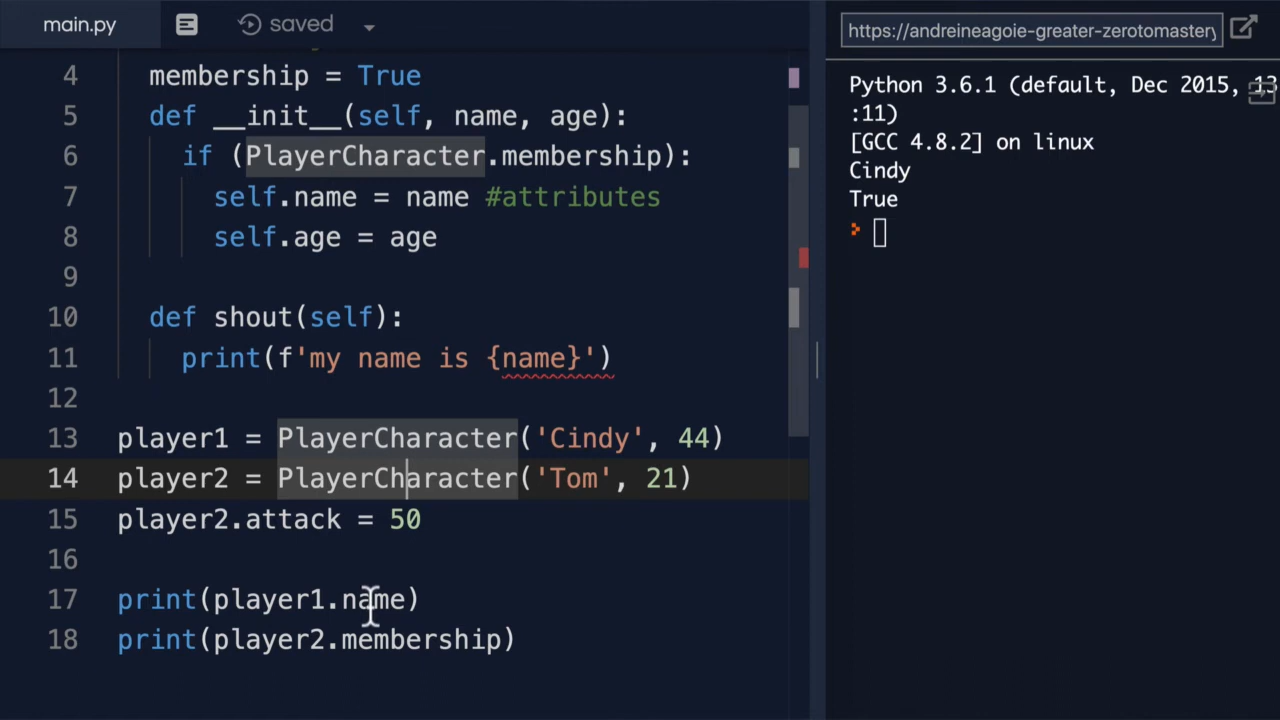 main.py
saved
https://andreineagoie-greater-zerotomastery
4 membership = True
5 def __init__(self, name, age):
6 if (PlayerCharacter.membership):
7 self.name = name #attributes
8 self.age = age
9
10 def shout(self):
11 print(f'my name is {name}')
12
13 player1 = PlayerCharacter('Cindy', 44)
14 player2 = PlayerCharacter('Tom', 21)
15 player2.attack = 50
16
17 print(player1.name)
18 print(player2.membership)
Python 3.6.1 (default, Dec 2015, 13
:11)
[GCC 4.8.2] on linux
Cindy
True